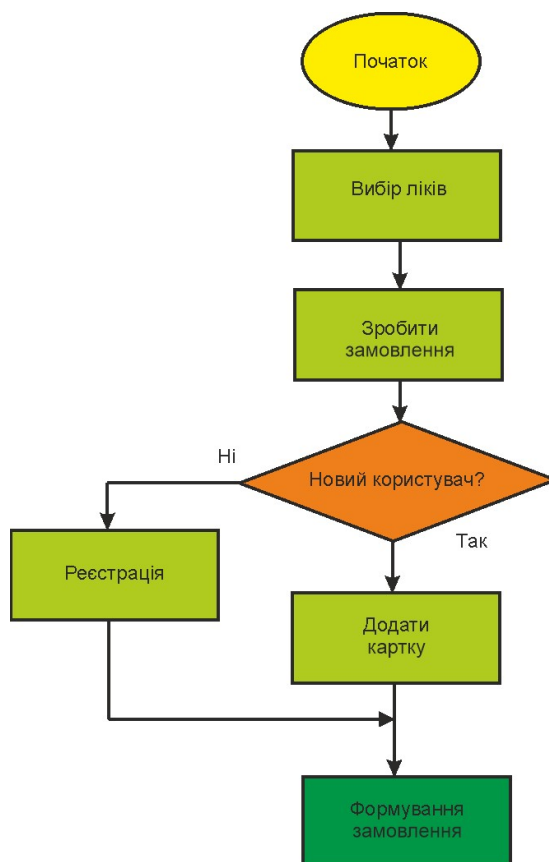 Початок
Вибір ліків
Зробити
замовлення
Новий користувач?
Ні
Так
Реєстрація
Додати
картку
Формування
замовлення